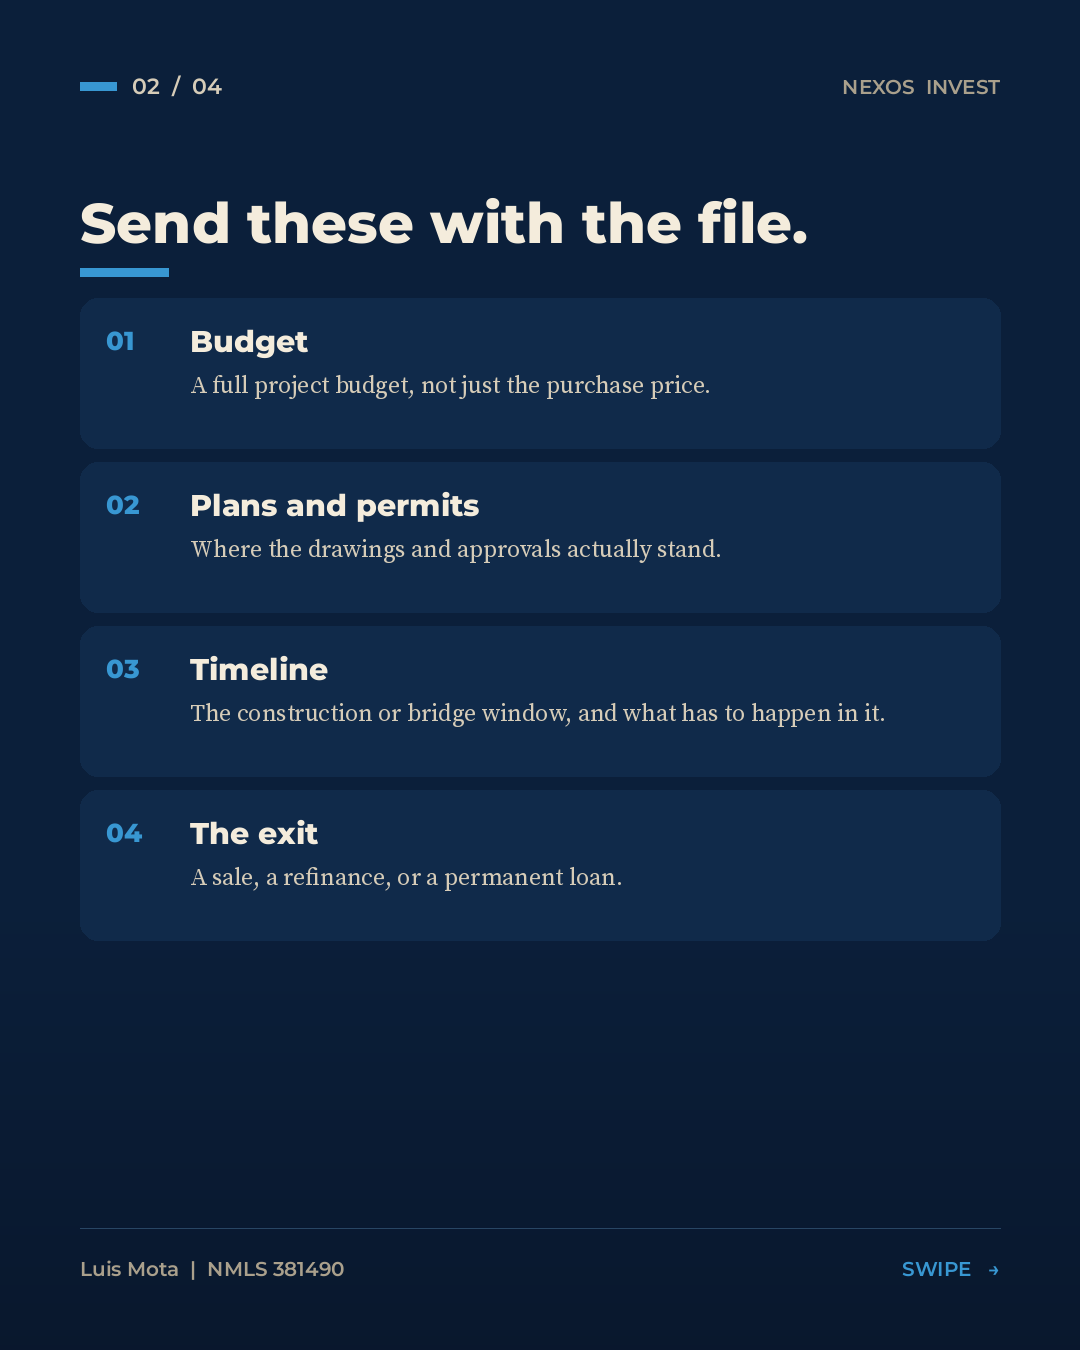 02 / 04
NEXOS INVEST
Send these with the file.
01 Budget
A full project budget, not just the purchase price.
02 Plans and permits
Where the drawings and approvals actually stand.
03 Timeline
The construction or bridge window, and what has to happen in it.
04 The exit
A sale, a refinance, or a permanent loan.
Luis Mota | NMLS 381490
SWIPE →